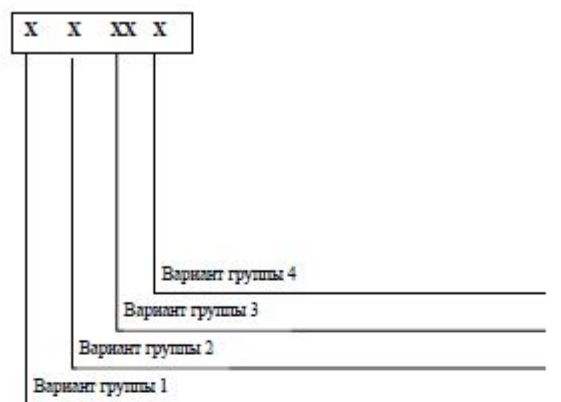 X X XX X
Вариант группы 4
Вариант группы 3
Вариант группы 2
Вариант группы 1